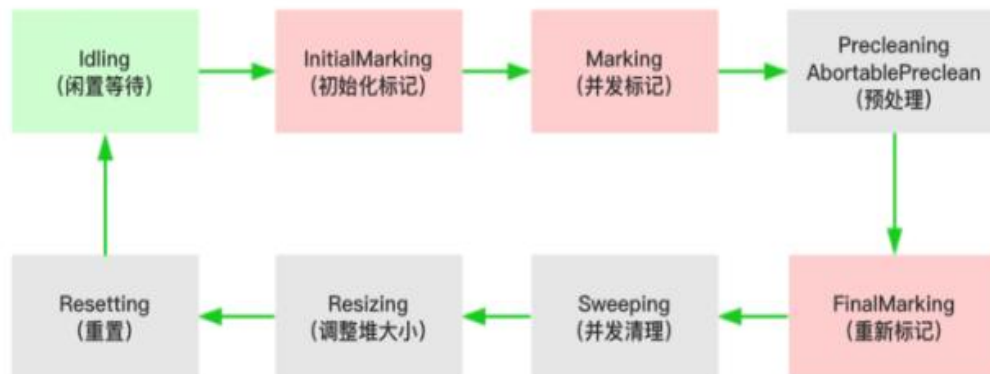 Idling
（闲置等待）
InitialMarking
（初始化标记）
Marking
（并发标记）
Precleaning
AbortablePreclean
（预处理）
Resetting
（重置）
Resizing
（调整堆大小）
Sweeping
（并发清理）
FinalMarking
（重新标记）